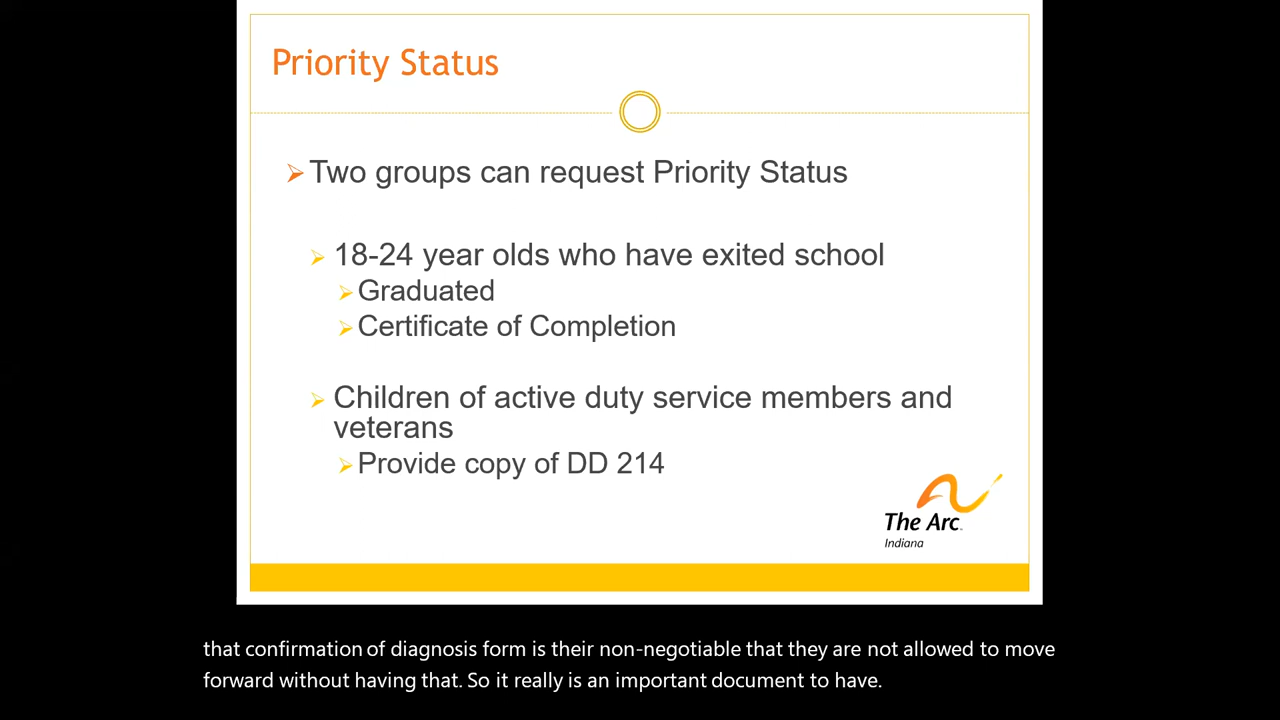 Priority Status
Two groups can request Priority Status
18-24 year olds who have exited school
Graduated
Certificate of Completion
Children of active duty service members and
veterans
Provide copy of DD 214
The Arc
Indiana
that confirmation of diagnosis form is their non-negotiable that they are not allowed to move
forward without having that. So it really is an important document to have.